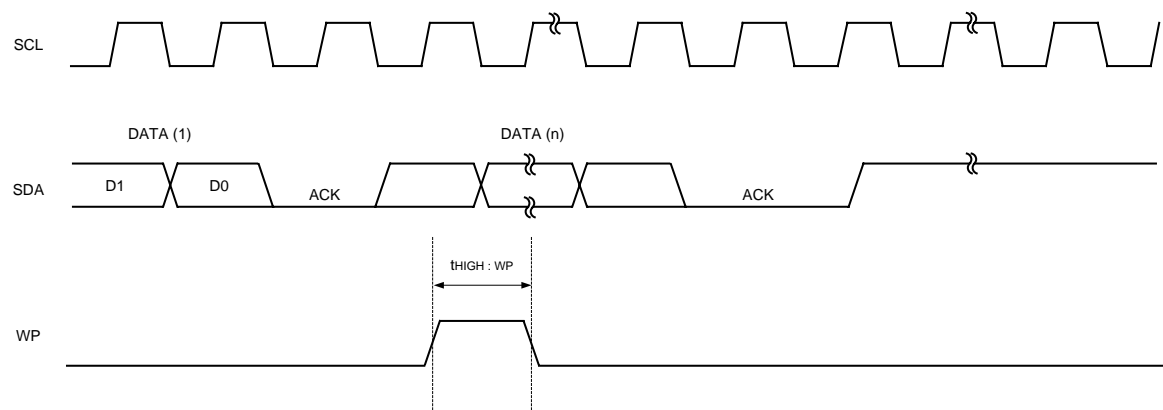 SCL
DATA (1)
DATA (n)
SDA
D1
D0
ACK
ACK
tHIGH : WP
WP